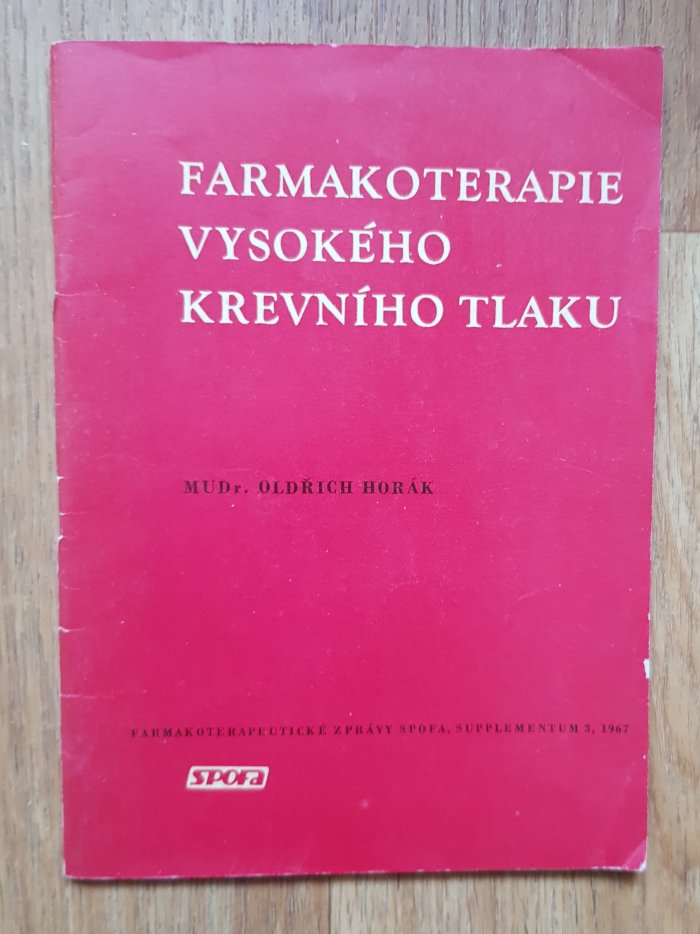 FARMAKOTERAPIE
VYSOKÉHO
KREVNÍHO TLAKU
MUDr. OLDŘICH HORÁK
FARMAKOTERAPEUTICKÉ ZPRÁVY SPOFA, SUPPLEMENTUM 3, 1967
SPOFA